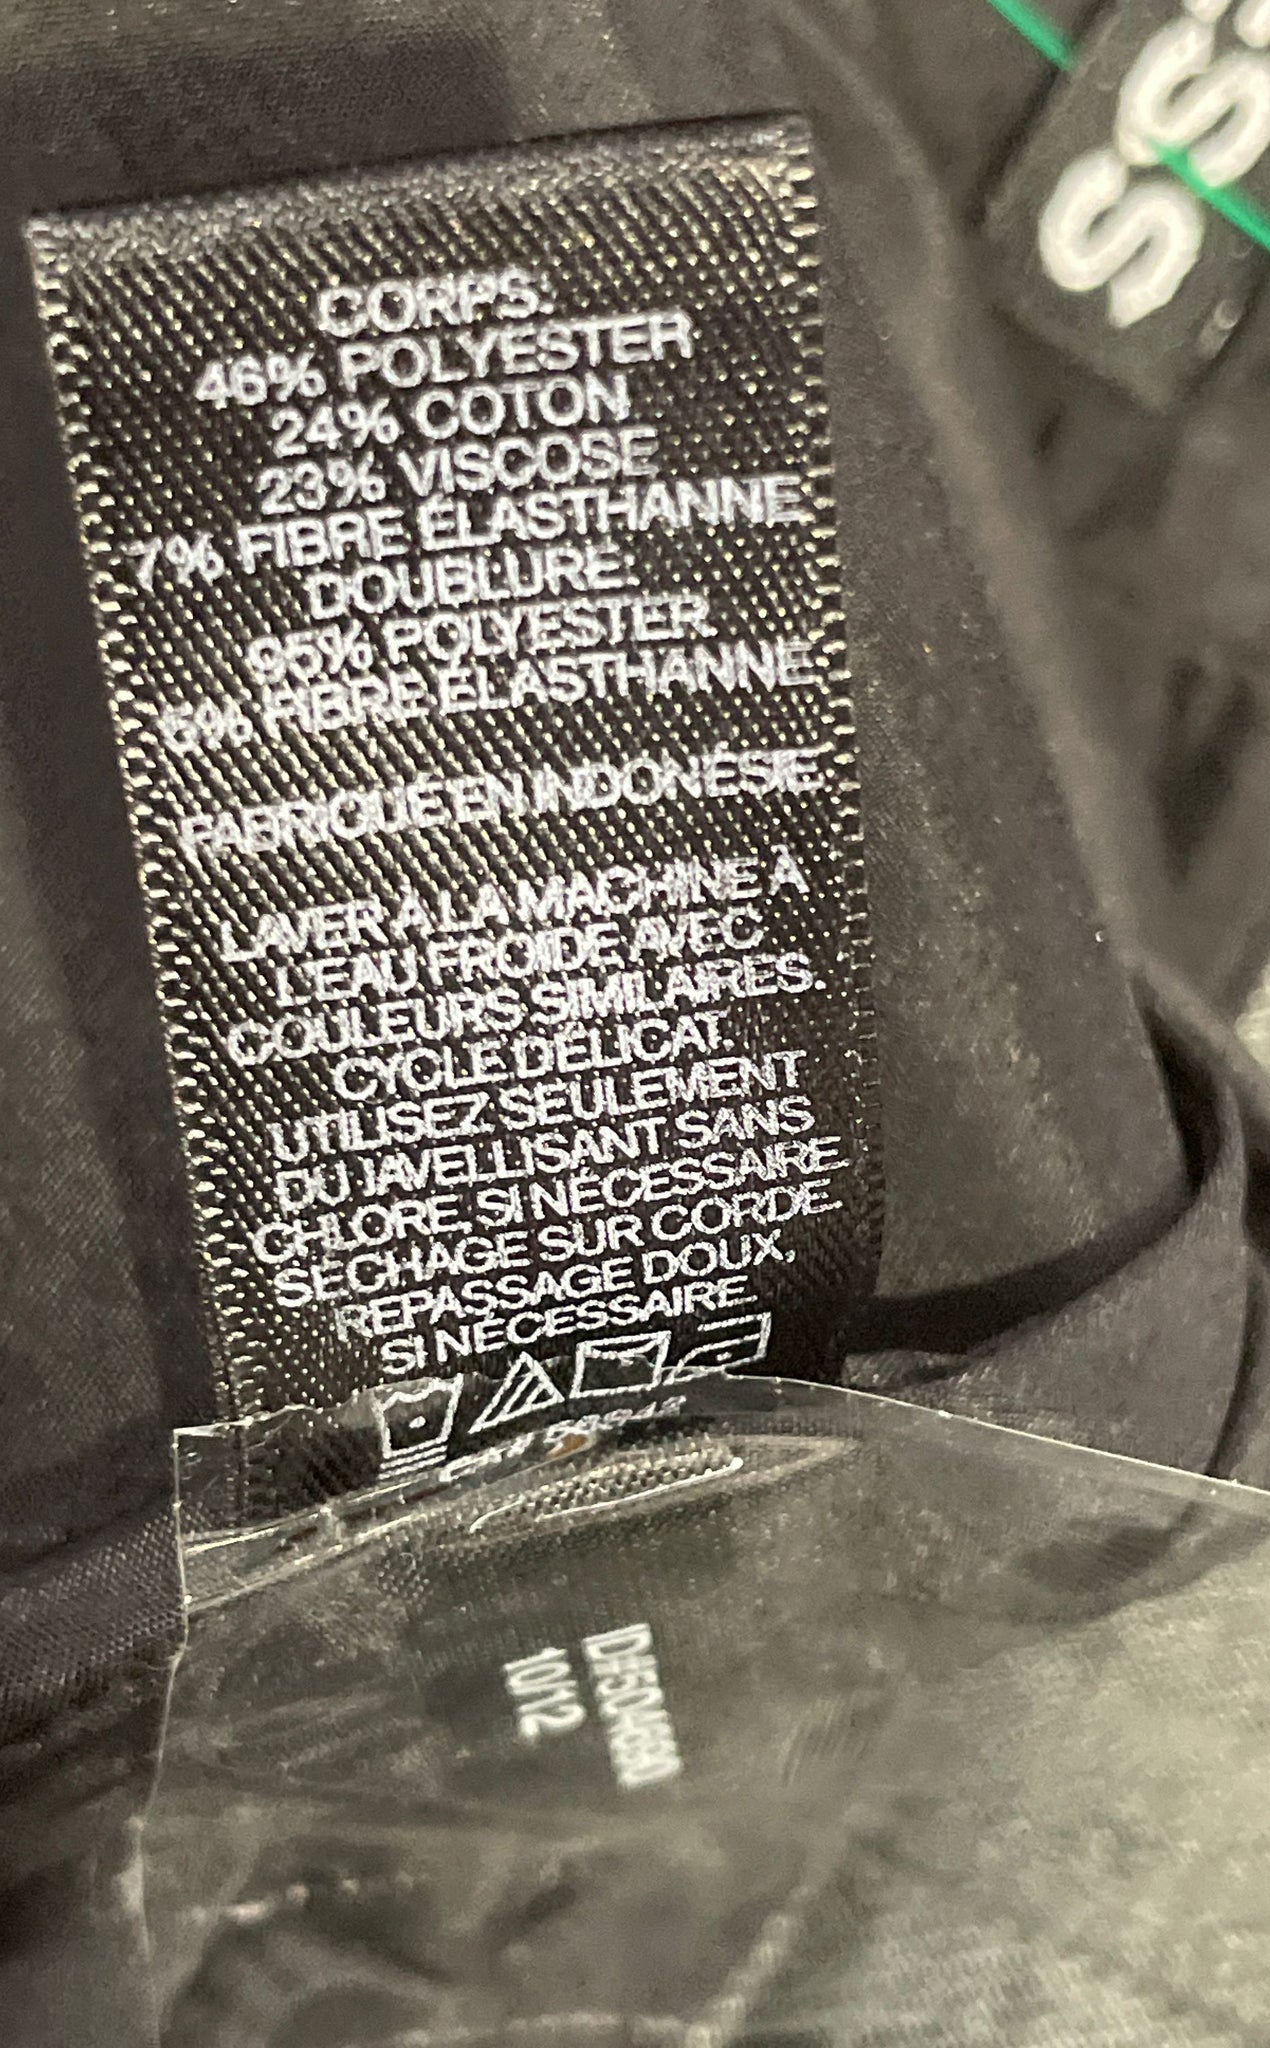 SS
CORPS:
46% POLYESTER
24% COTON
23% VISCOSE
7% FIBRE ÉLASTHANNE
DOUBLURE:
95% POLYESTER
5% FIBRE ÉLASTHANNE
FABRIQUÉ EN INDONÉSIE
LAVER À LA MACHINE À
L'EAU FROIDE AVEC
COULEURS SIMILAIRES.
CYCLE DÉLICAT.
UTILISEZ SEULEMENT
DU JAVELLISANT SANS
CHLORE, SI NÉCESSAIRE.
SÉCHAGE SUR CORDE.
REPASSAGE DOUX,
SI NÉCESSAIRE.
10/12